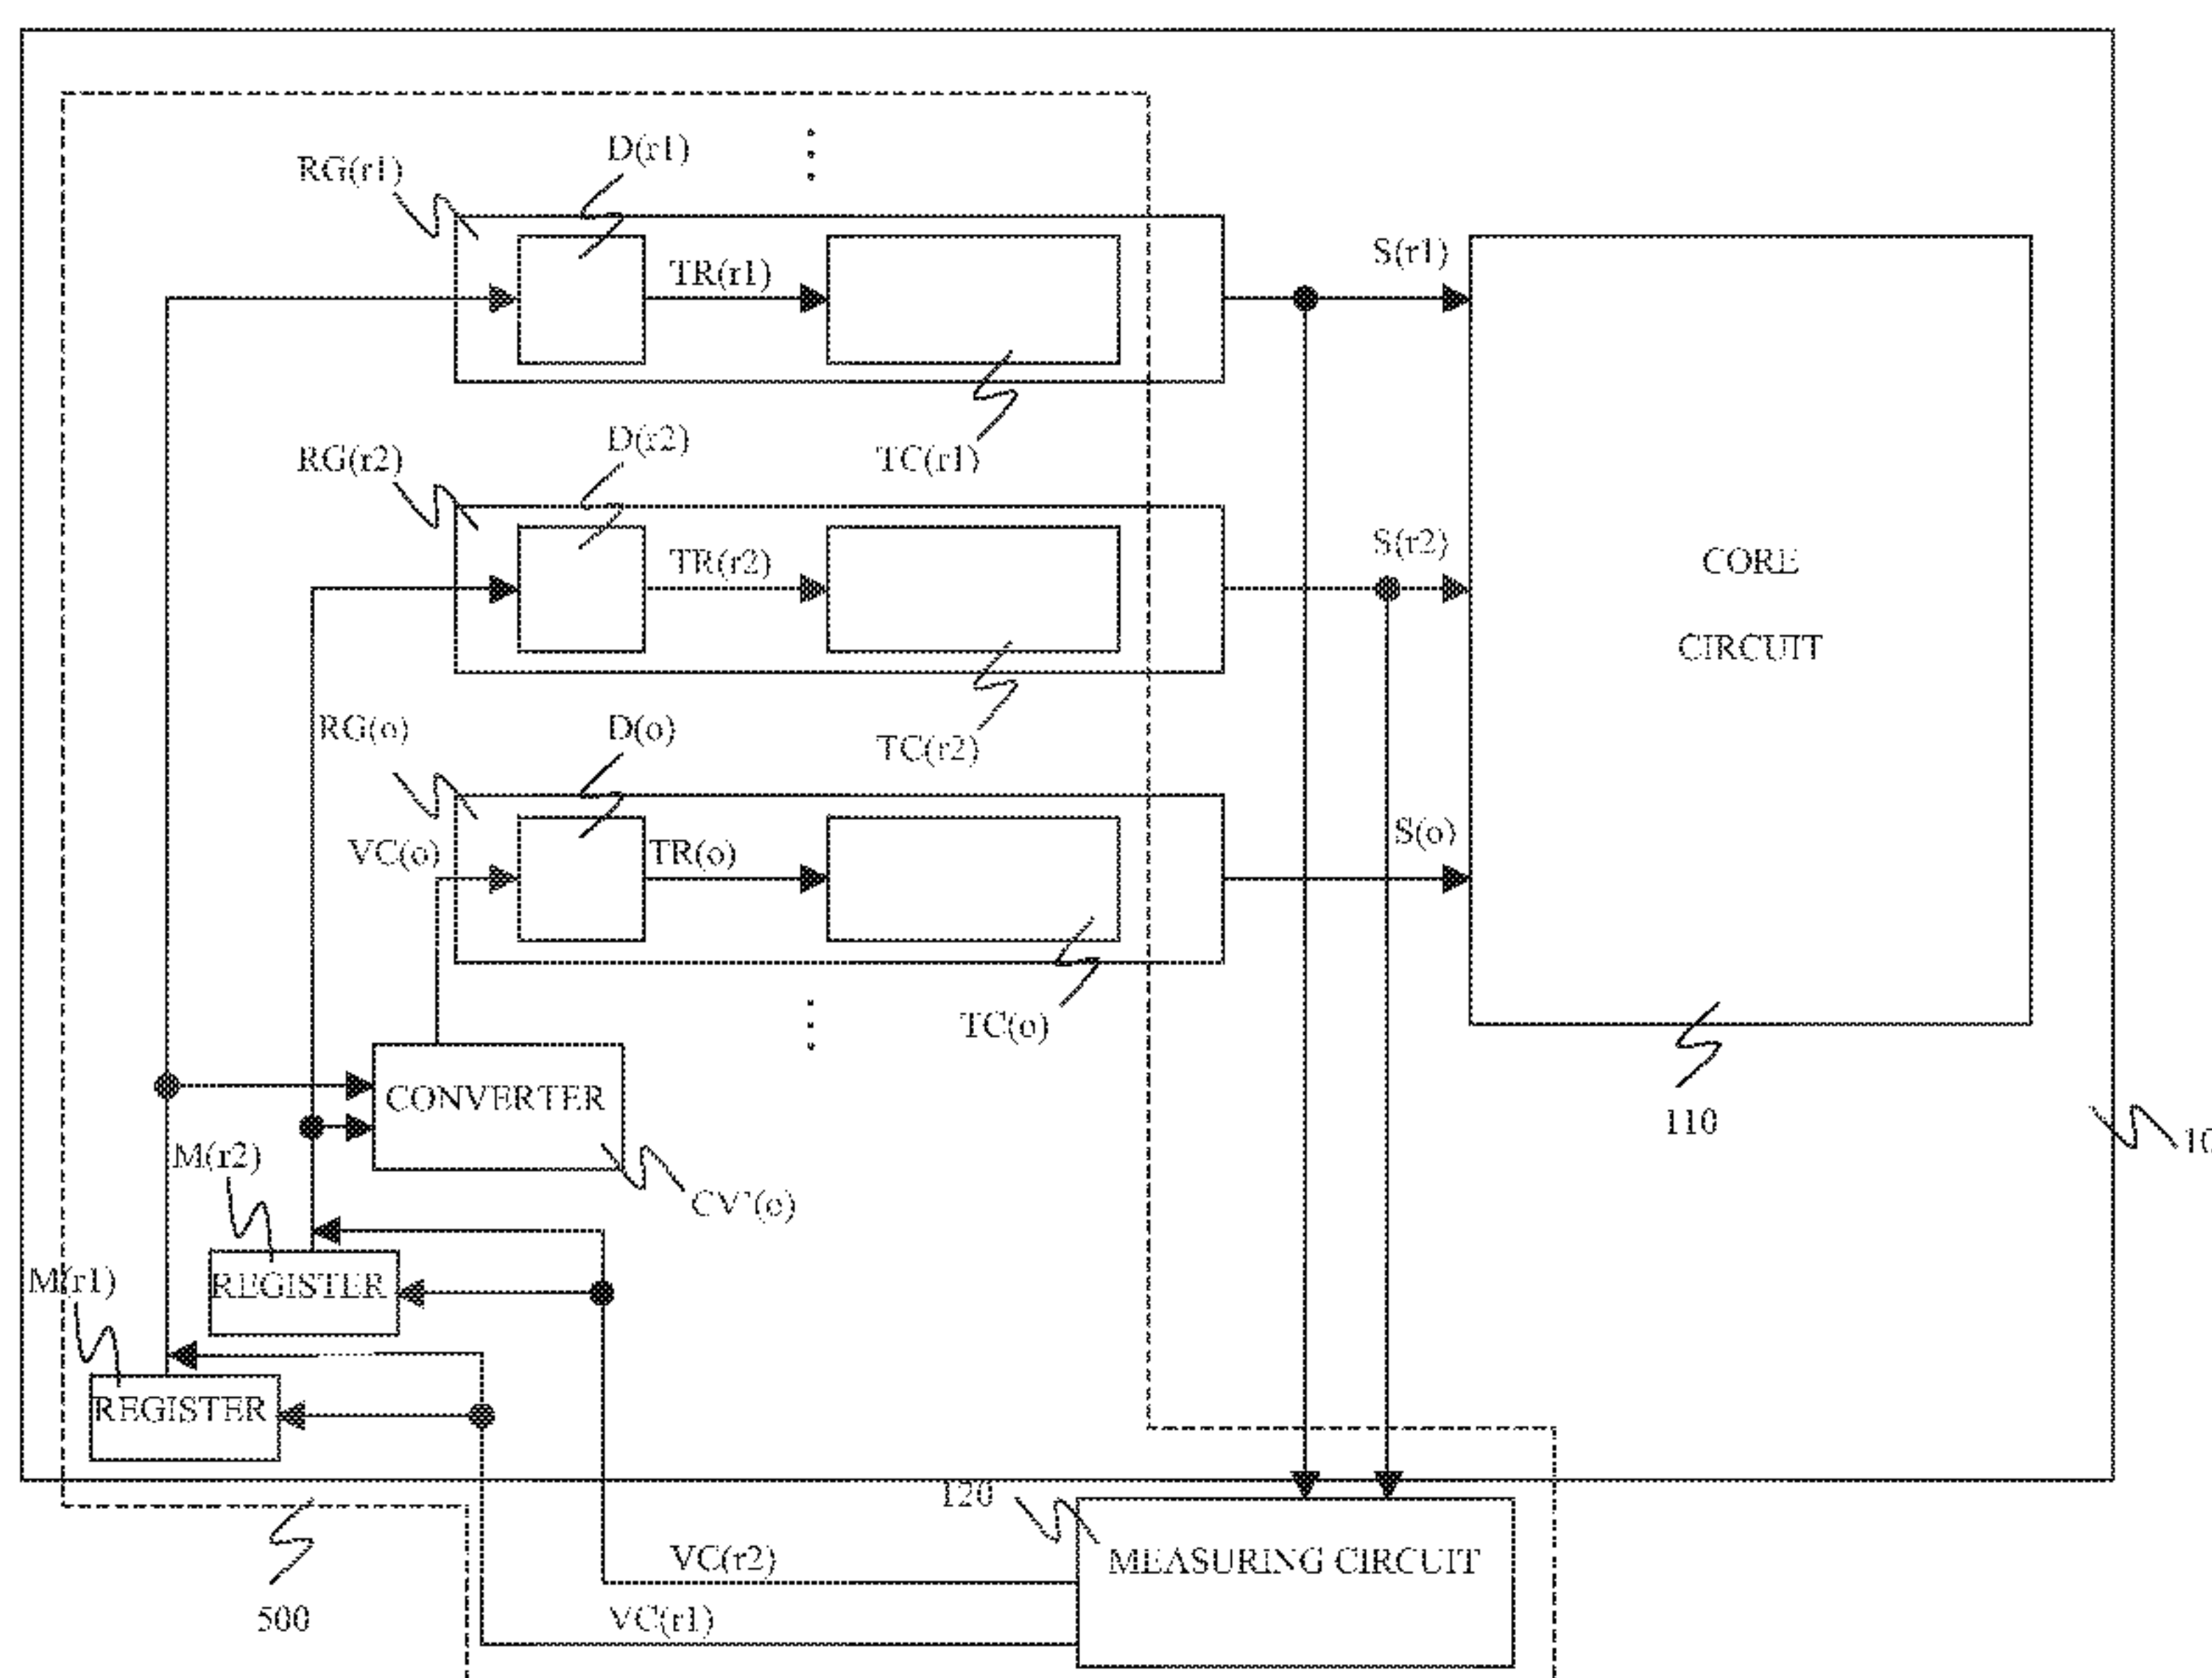 D(r1)
RG(r1)
TR(r1)
S(r1)
TC(r1)
D(r2)
RG(r2)
TR(r2)
S(r2)
CORE
CIRCUIT
TC(r2)
RG(o)
D(o)
VC(o)
TR(o)
S(o)
TC(o)
CONVERTER
110
10
M(r2)
CV'(o)
M(r1)
REGISTER
REGISTER
120
VC(r2)
MEASURING CIRCUIT
500
VC(r1)